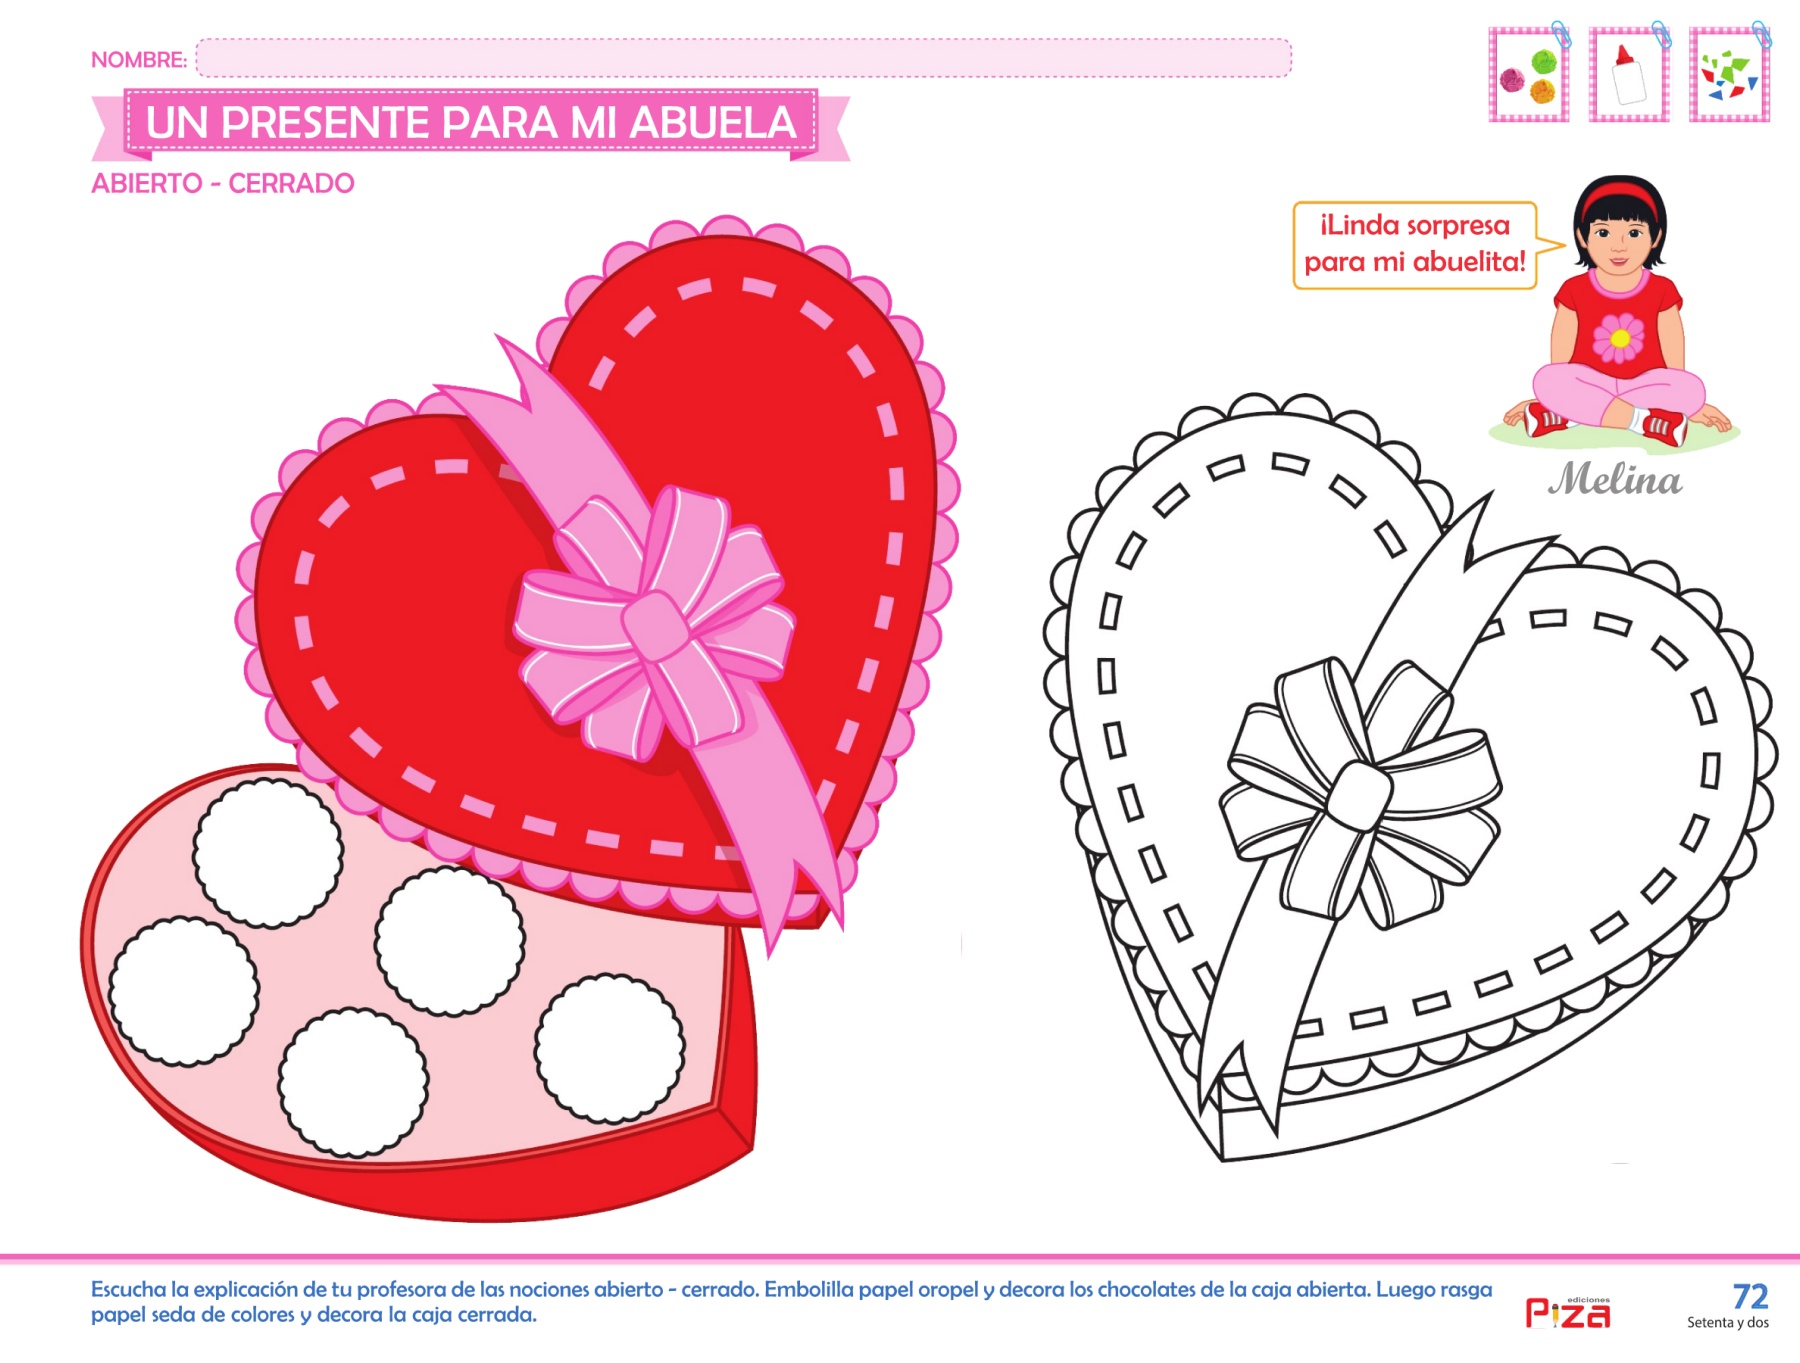 NOMBRE:
UN PRESENTE PARA MI ABUELA
ABIERTO - CERRADO
¡Linda sorpresa
para mi abuelita!
Melina
Escucha la explicación de tu profesora de las nociones abierto - cerrado. Embolilla papel oropel y decora los chocolates de la caja abierta. Luego rasga
papel seda de colores y decora la caja cerrada.
ediciones
Piza
72
Setenta y dos